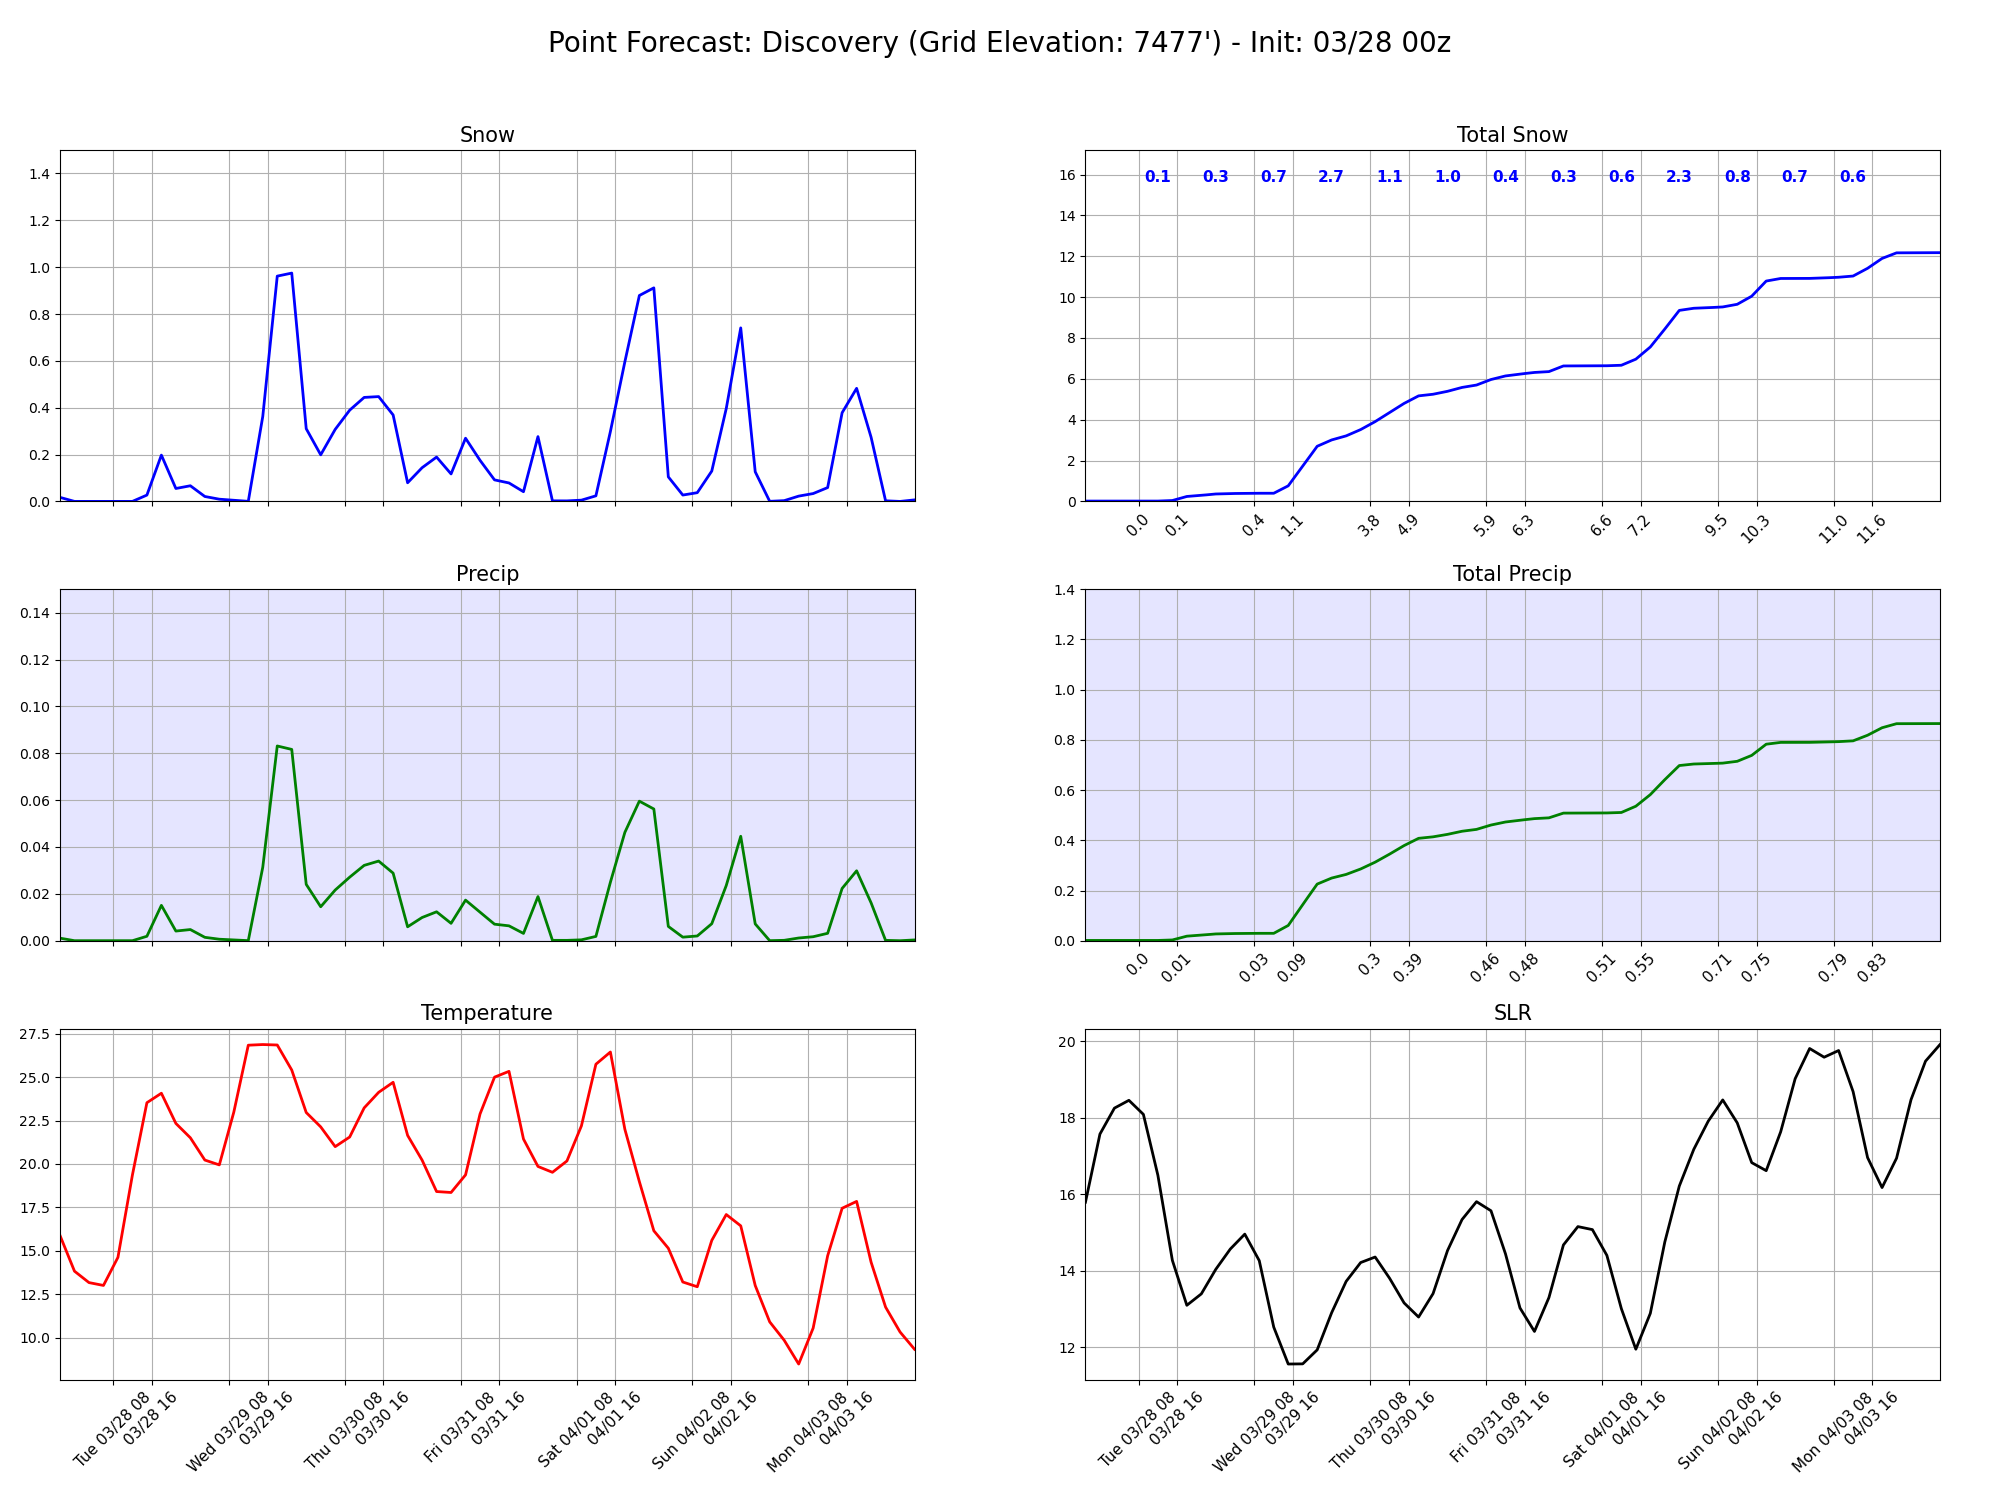 Point Forecast: Discovery (Grid Elevation: 7477') - Init: 03/28 00z
Snow
1.4
1.2
1.0
0.8
0.6
0.4
0.2
0.0
Total Snow
0.1 0.3 0.7 2.7 1.1 1.0 0.4 0.3 0.6 2.3 0.8 0.7 0.6
16
14
12
10
8
6
4
2
0
0.0 0.1 0.4 1.1 3.8 4.9 5.9 6.3 6.6 7.2 9.5 10.3 11.0 11.6
Precip
0.14
0.12
0.10
0.08
0.06
0.04
0.02
0.00
Total Precip
1.4
1.2
1.0
0.8
0.6
0.4
0.2
0.0
0.0 0.01 0.03 0.09 0.3 0.39 0.46 0.48 0.51 0.55 0.71 0.75 0.79 0.83
Temperature
27.5
25.0
22.5
20.0
17.5
15.0
12.5
10.0
Tue 03/28 08
03/28 16
Wed 03/29 08
03/29 16
Thu 03/30 08
03/30 16
Fri 03/31 08
03/31 16
Sat 04/01 08
04/01 16
Sun 04/02 08
04/02 16
Mon 04/03 08
04/03 16
SLR
20
18
16
14
12
Tue 03/28 08
03/28 16
Wed 03/29 08
03/29 16
Thu 03/30 08
03/30 16
Fri 03/31 08
03/31 16
Sat 04/01 08
04/01 16
Sun 04/02 08
04/02 16
Mon 04/03 08
04/03 16